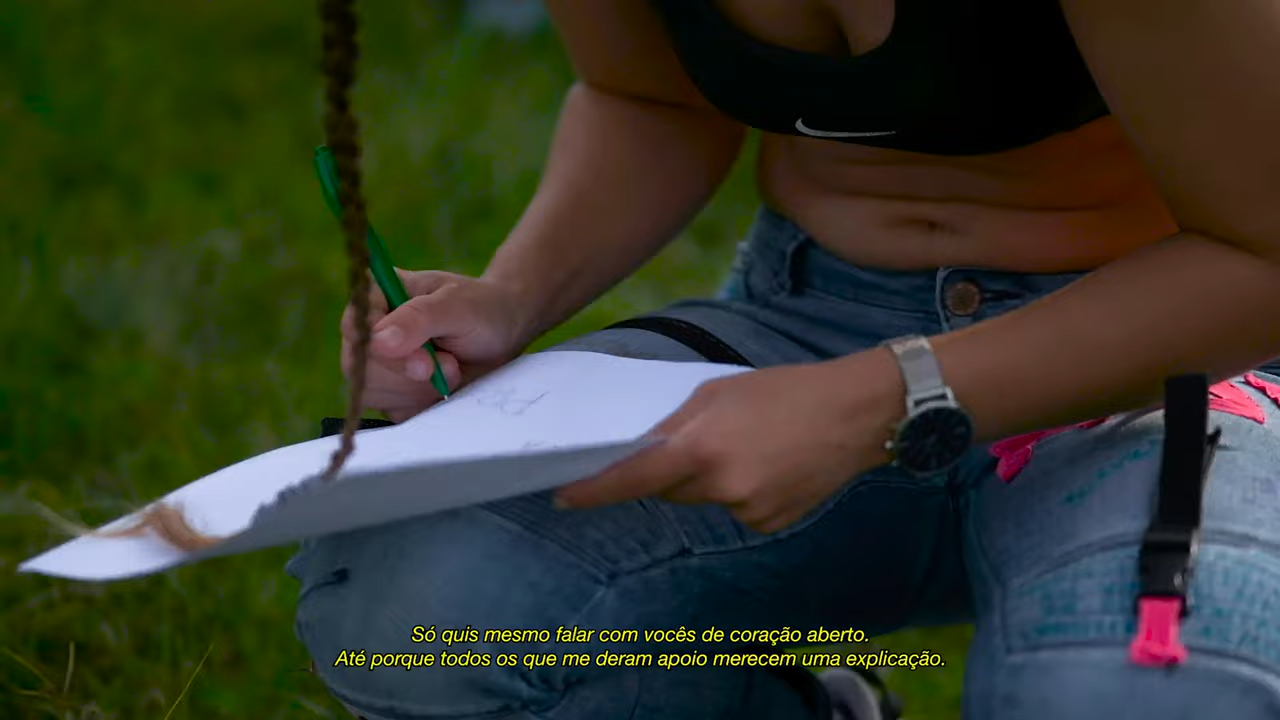 Só quis mesmo falar com vocês de coração aberto.
Até porque todos os que me deram apoio merecem uma explicação.